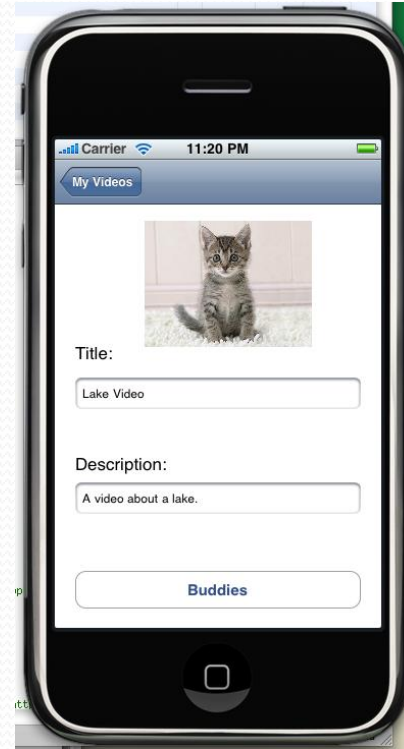 Carrier 11:20 PM
My Videos
Title:
Lake Video
Description:
A video about a lake.
Buddies